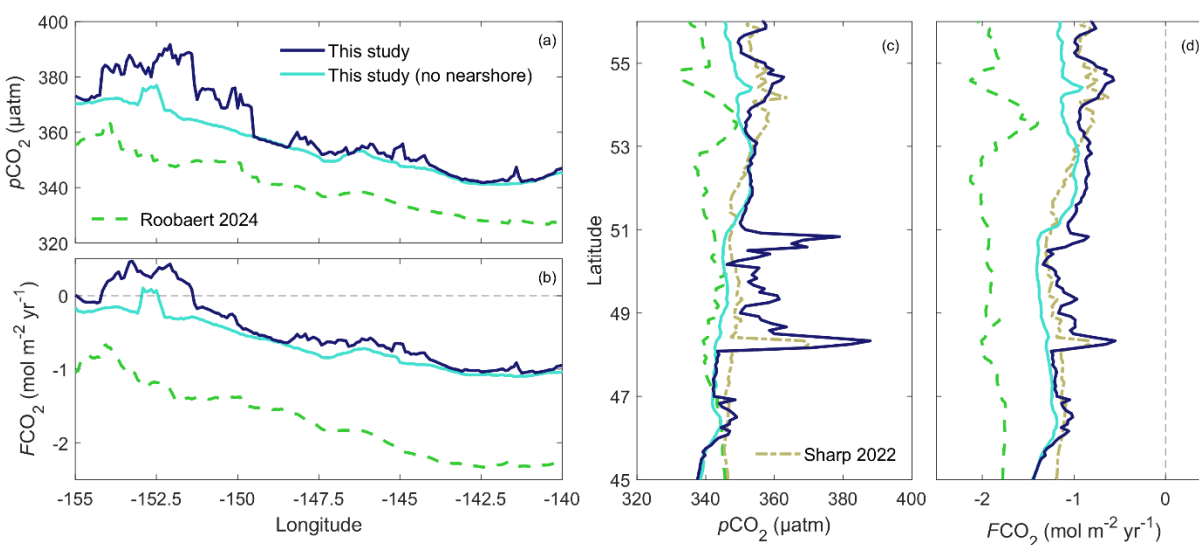 400
380
360
340
320
pCO2 (µatm)
(a)
This study
This study (no nearshore)
Roobaert 2024
0
-1
-2
FCO2 (mol m-2 yr-1)
(b)
-155
-152.5
-150
-147.5
-145
-142.5
-140
Longitude
(c)
55
53
51
49
47
45
Latitude
Sharp 2022
320
340
360
380
400
pCO2 (µatm)
(d)
-2
-1
0
FCO2 (mol m-2 yr-1)